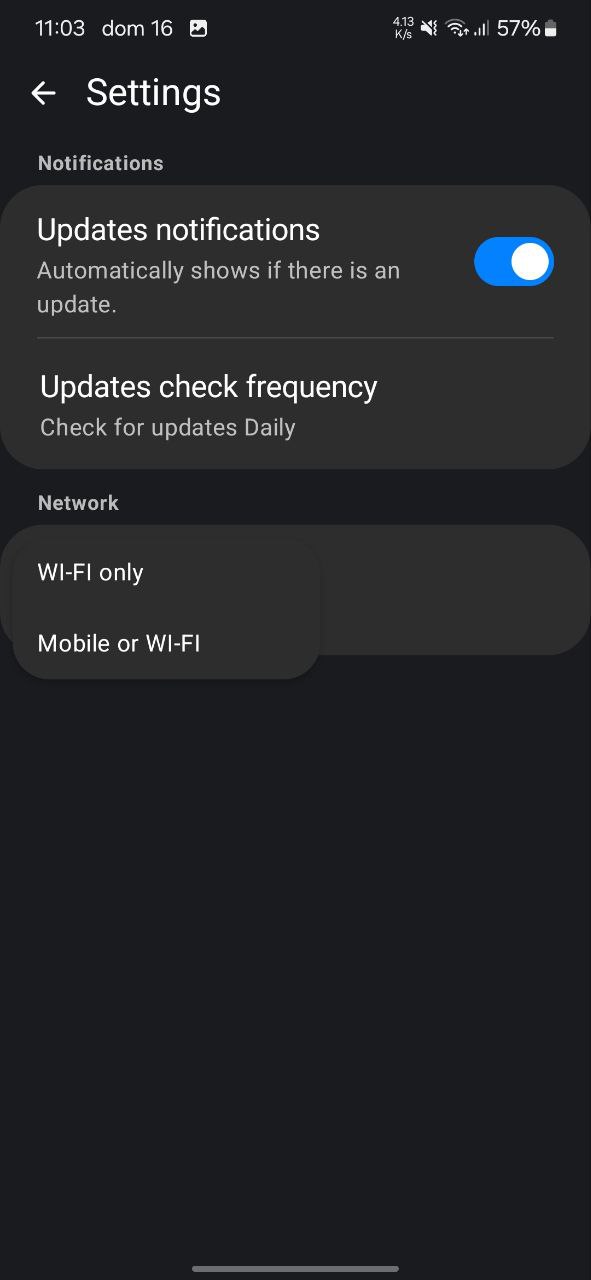 11:03 dom 16 4.13 K/s 57%
Settings
Notifications
Updates notifications
Automatically shows if there is an
update.
Updates check frequency
Check for updates Daily
Network
WI-FI only
Mobile or WI-FI